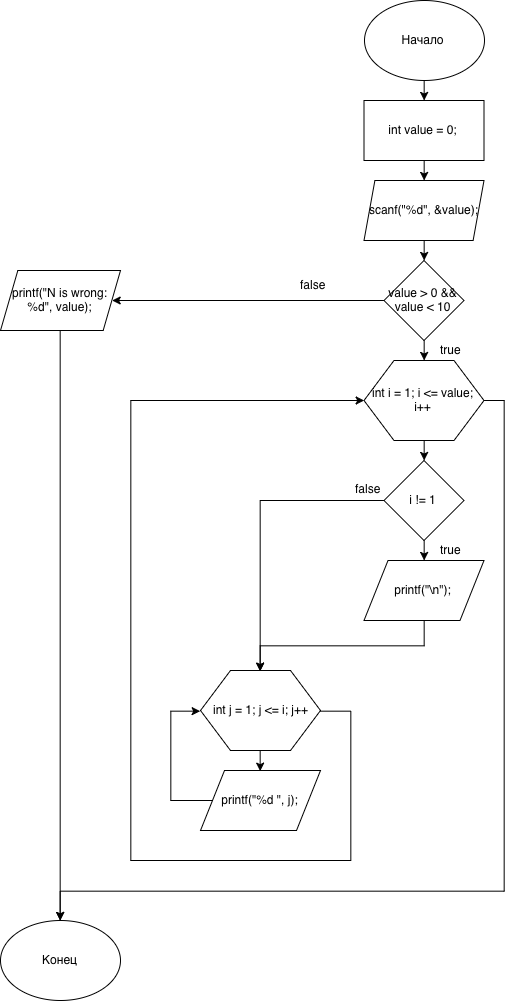 Начало
int value = 0;
scanf("%d", &value);
value > 0 &&
value < 10
false
printf("N is wrong:
%d", value);
true
int i = 1; i <= value;
i++
i != 1
false
true
printf("\n");
int j = 1; j <= i; j++
printf("%d ", j);
Конец